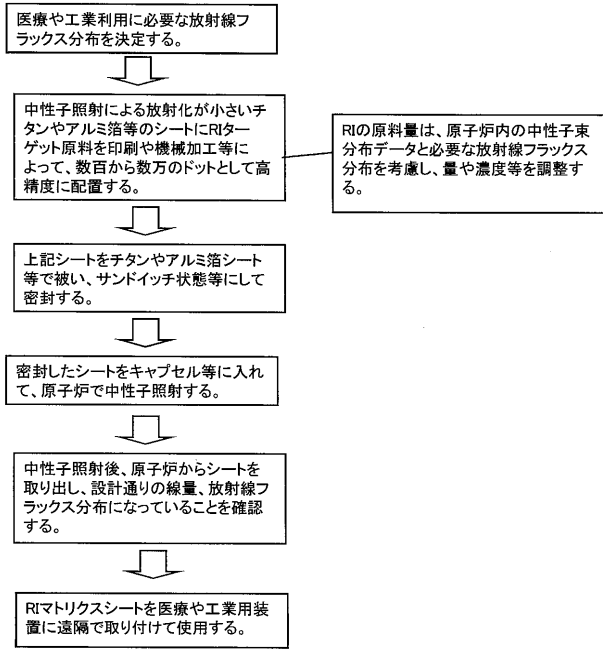 医療や工業利用に必要な放射線フ
ラックス分布を決定する。
中性子照射による放射化が小さいチ
タンやアルミ箔等のシートにRIター
ゲット原料を印刷や機械加工等に
よって、数百から数万のドットとして高
精度に配置する。
RIの原料量は、原子炉内の中性子束
分布データと必要な放射線フラックス
分布を考慮し、量や濃度等を調整す
る。
上記シートをチタンやアルミ箔シート
等で被い、サンドイッチ状態等にして
密封する。
密封したシートをキャプセル等に入れ
て、原子炉で中性子照射する。
中性子照射後、原子炉からシートを
取り出し、設計通りの線量、放射線フ
ラックス分布になっていることを確認
する。
RIマトリクスシートを医療や工業用装
置に遠隔で取り付けて使用する。